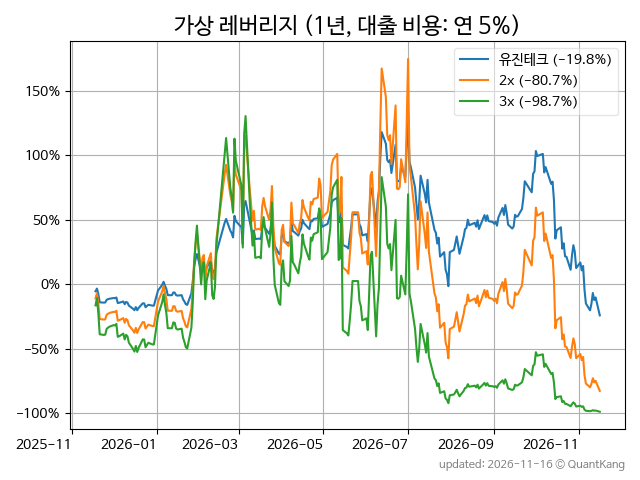 가상 레버리지 (1년, 대출 비용: 연 5%)
유진테크 (-19.8%)
2x (-80.7%)
3x (-98.7%)
150%
100%
50%
0%
-50%
-100%
2025-11 2026-01 2026-03 2026-05 2026-07 2026-09 2026-11
updated: 2026-11-16 © QuantKang